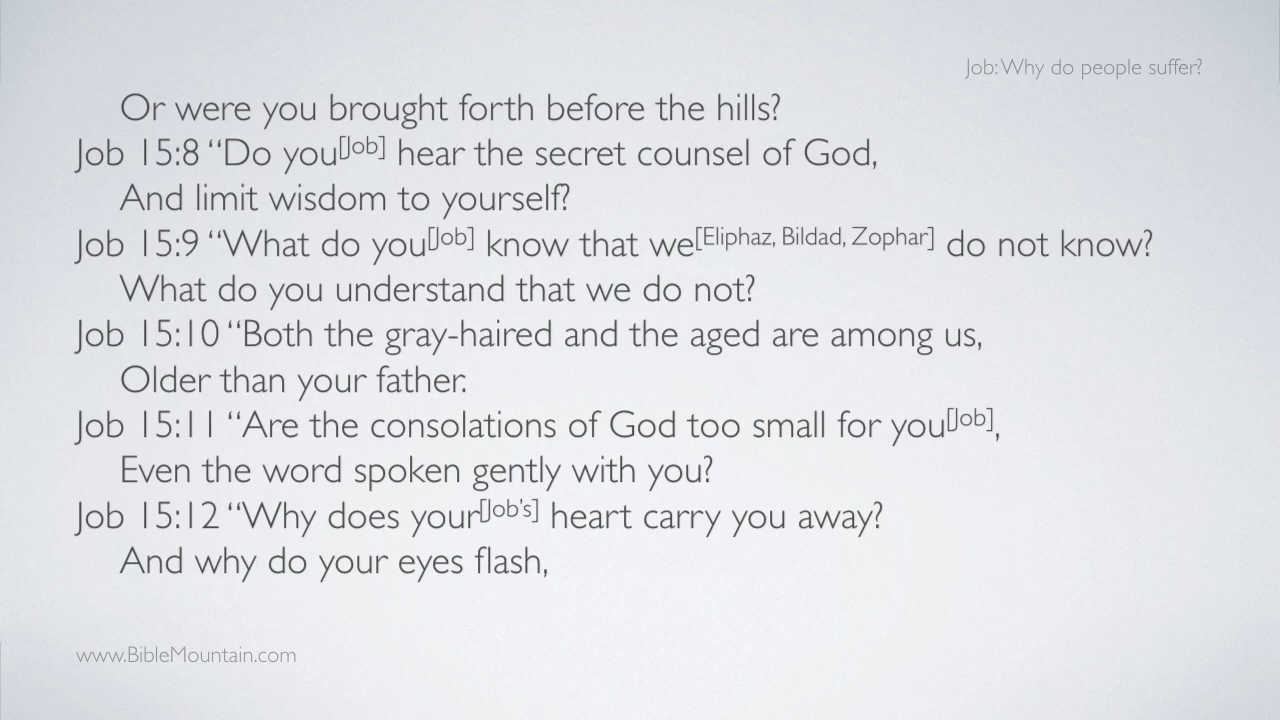 Job: Why do people suffer?
Or were you brought forth before the hills?
Job 15:8 “Do you[Job] hear the secret counsel of God,
And limit wisdom to yourself?
Job 15:9 “What do you[Job] know that we[Eliphaz, Bildad, Zophar] do not know?
What do you understand that we do not?
Job 15:10 “Both the gray-haired and the aged are among us,
Older than your father.
Job 15:11 “Are the consolations of God too small for you[Job],
Even the word spoken gently with you?
Job 15:12 “Why does your[Job’s] heart carry you away?
And why do your eyes flash,
www.BibleMountain.com